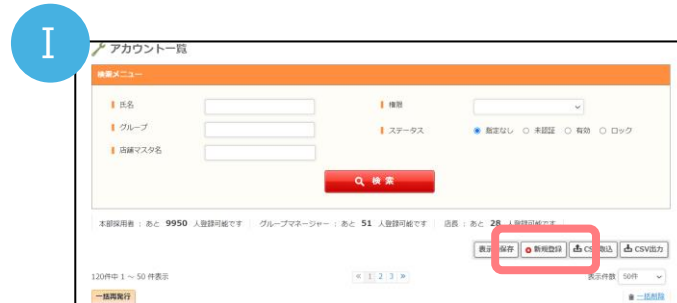 I
アカウント一覧
検索メニュー
氏名 権限
グループ ステータス 指定なし 未認証 有効 ロック
店舗マスタ名
検 索
本部採用者 : あと 9950 人登録可能です グループマネージャー : あと 51 人登録可能です 店長 : あと 28 人登録可能です
保存 新規登録 CSV取込 CSV出力
120件中 1 ～ 50 件表示 « 1 2 3 » 表示件数 50件
一括再発行 一括削除